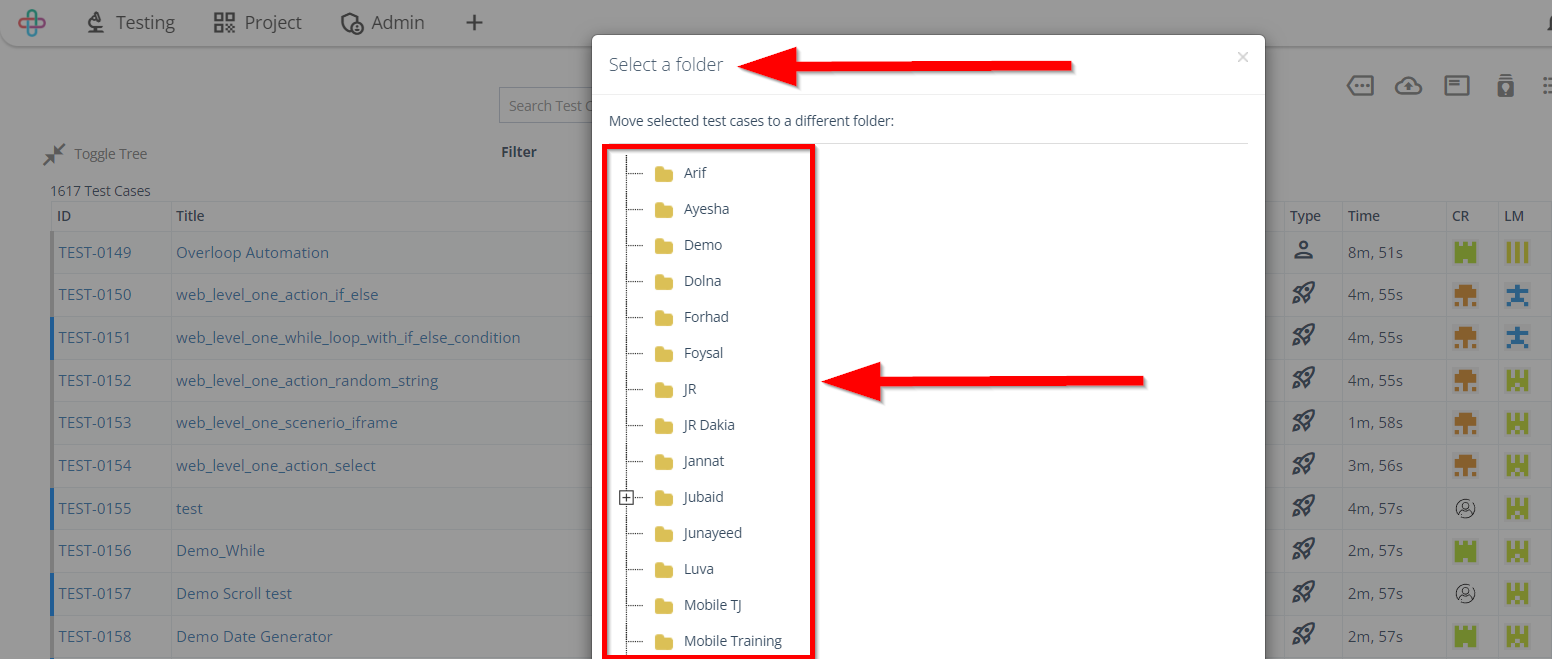 Testing Project Admin
Select a folder ×
Search Test C
Move selected test cases to a different folder:
Toggle Tree
Filter
1617 Test Cases
ID Title Type Time CR LM
TEST-0149 Overloop Automation 8m, 51s
TEST-0150 web_level_one_action_if_else 4m, 55s
TEST-0151 web_level_one_while_loop_with_if_else_condition 4m, 55s
TEST-0152 web_level_one_action_random_string 4m, 55s
TEST-0153 web_level_one_scenerio_iframe 1m, 58s
TEST-0154 web_level_one_action_select 3m, 56s
TEST-0155 test 4m, 57s
TEST-0156 Demo_While 2m, 57s
TEST-0157 Demo Scroll test 2m, 57s
TEST-0158 Demo Date Generator 2m, 57s
Arif
Ayesha
Demo
Dolna
Forhad
Foysal
JR
JR Dakia
Jannat
Jubaid
Junayeed
Luva
Mobile TJ
Mobile Training